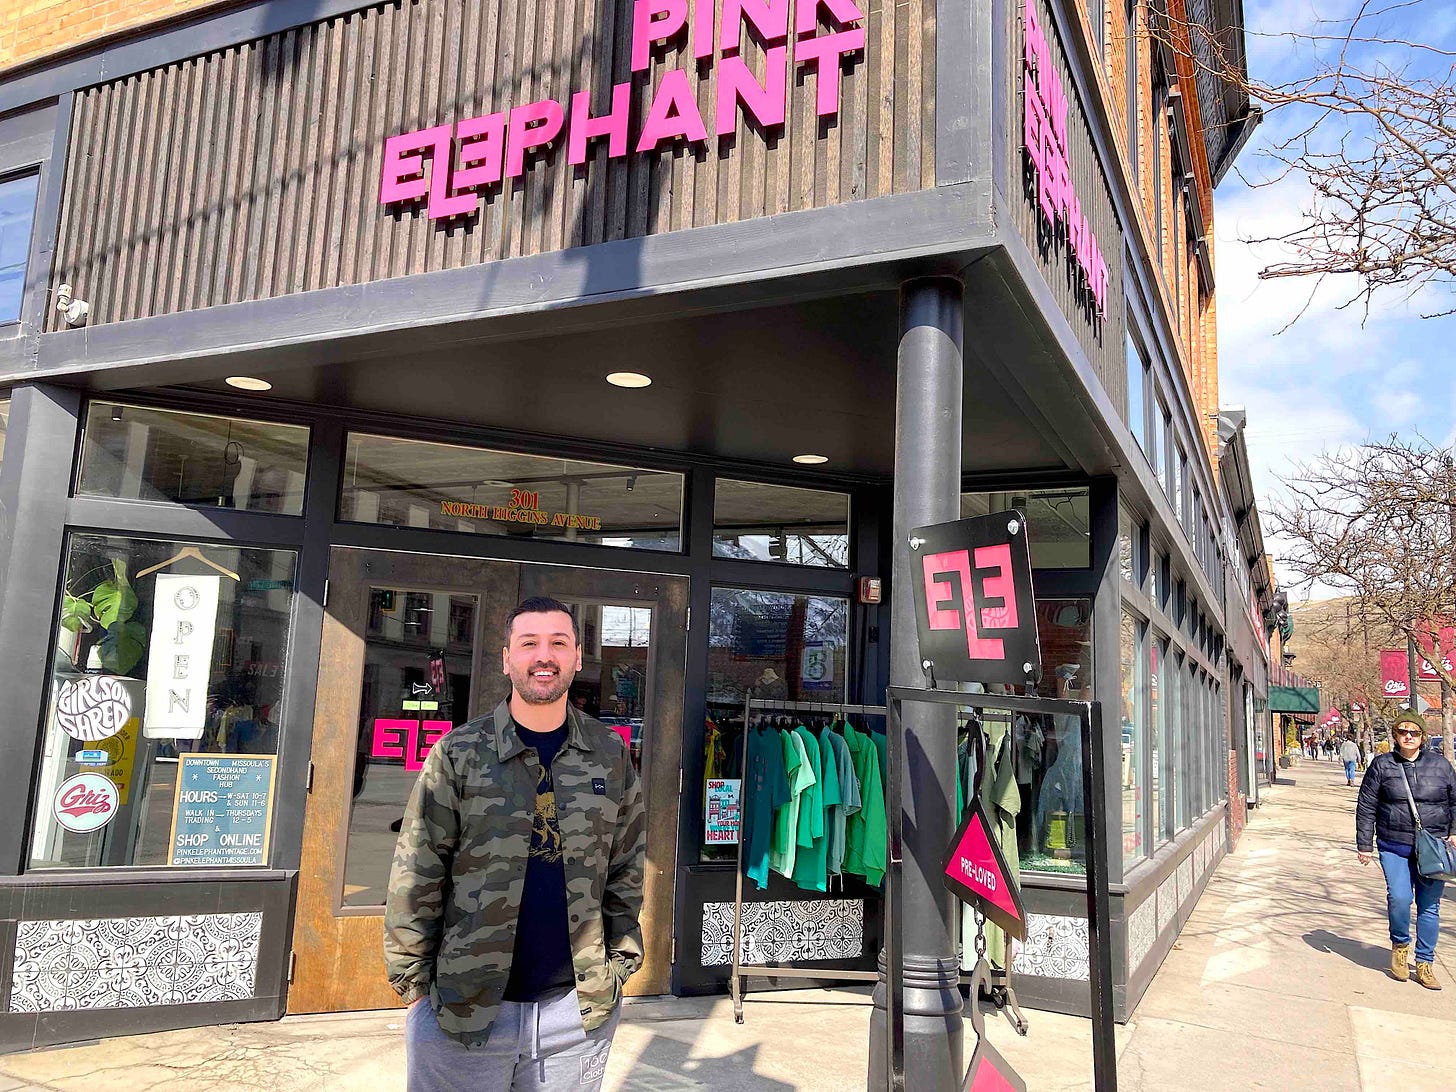 PINK
ELEPHANT
PINK
ELEPHANT
301
NORTH HIGGINS AVENUE
OPEN
GIRLS
SHRED
Griz
DOWNTOWN MISSOULA'S
SECONDHAND
* FASHION *
HUB
HOURS — W-SAT 10-7
& SUN 11-6
WALK IN THURSDAYS
TRADING 12-5
&
SHOP ONLINE
PINKELEPHANTVINTAGE.COM
@PINKELEPHANTMISSOULA
ELE
ELE
SHOP
LOCAL
HEART
PRE-LOVED
Griz